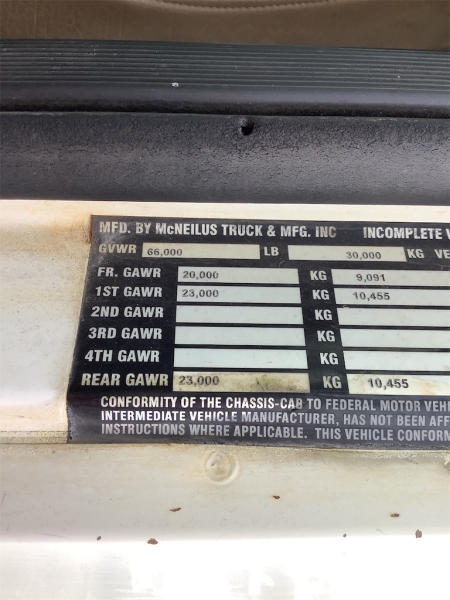 MFD. BY McNEILUS TRUCK & MFG. INC INCOMPLETE
GVWR 66,000 LB 30,000 KG
FR. GAWR 20,000 KG 9,091
1ST GAWR 23,000 KG 10,455
2ND GAWR KG
3RD GAWR KG
4TH GAWR KG
REAR GAWR 23,000 KG 10,455
CONFORMITY OF THE CHASSIS-CAB TO FEDERAL MOTOR
INTERMEDIATE VEHICLE MANUFACTURER, HAS NOT BEEN
INSTRUCTIONS WHERE APPLICABLE. THIS VEHICLE